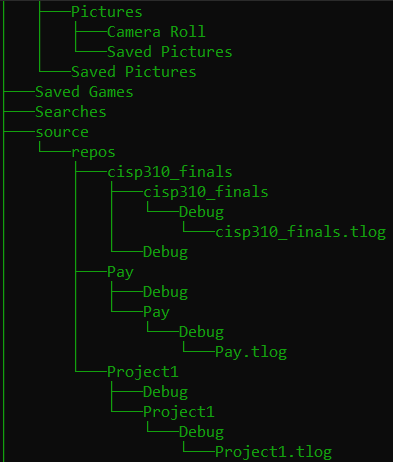 Pictures
Camera Roll
Saved Pictures
Saved Pictures
Saved Games
Searches
source
repos
cisp310_finals
cisp310_finals
Debug
cisp310_finals.tlog
Debug
Pay
Debug
Pay
Debug
Pay.tlog
Project1
Debug
Project1
Debug
Project1.tlog